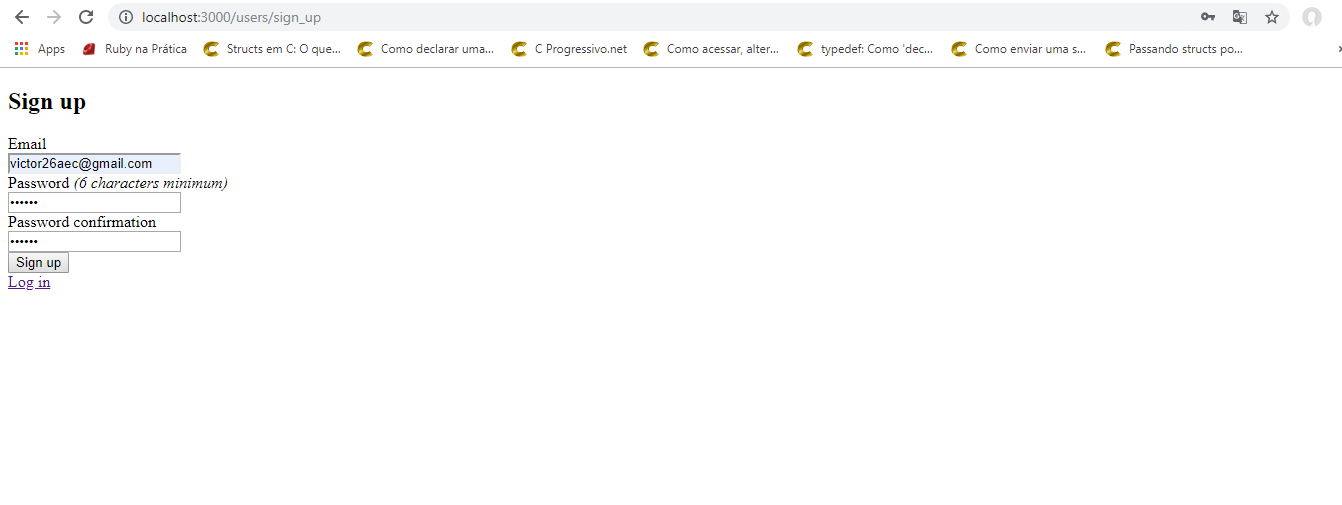 localhost:3000/users/sign_up
Apps Ruby na Prática Structs em C: O que... Como declarar uma... C Progressivo.net Como acessar, alter... typedef: Como 'dec... Como enviar uma s... Passando structs po...
Sign up
Email
victor26aec@gmail.com
Password (6 characters minimum)
••••••
Password confirmation
••••••
Sign up
Log in